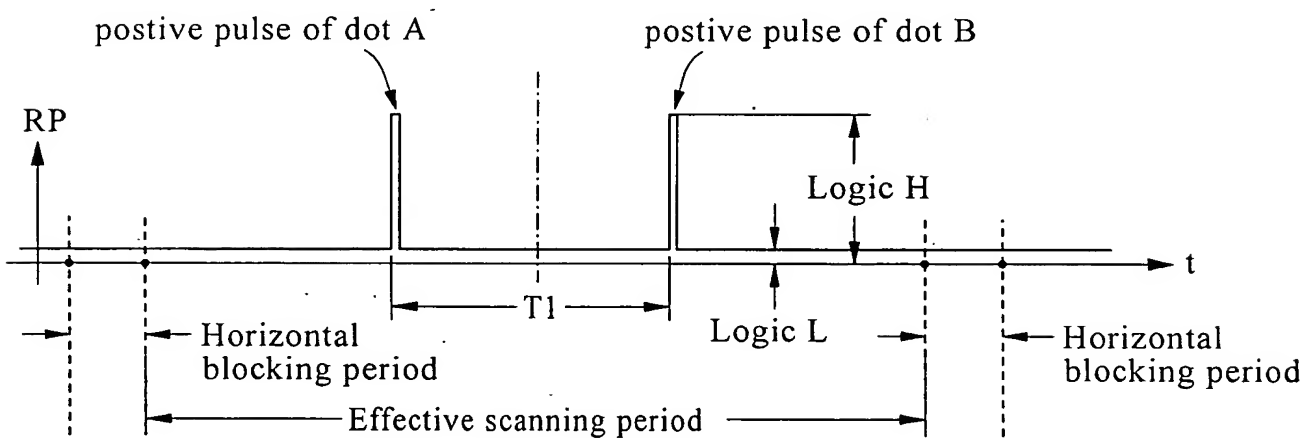 postive pulse of dot A
postive pulse of dot B
RP
Logic H
t
T1
Logic L
Horizontal
blocking period
Horizontal
blocking period
Effective scanning period